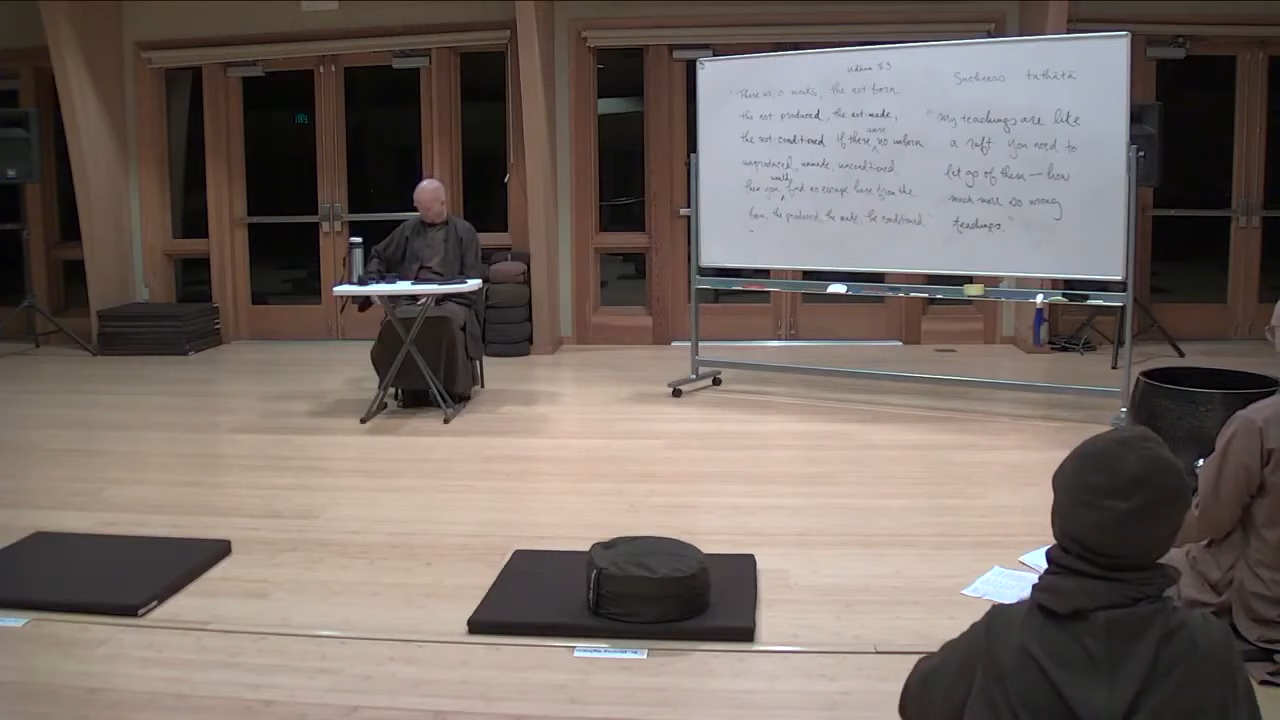 Udāna 8.3
"There is, o monks, the not born
the not produced, the not made,
the not conditioned. If there were no unborn
unproduced, unmade, unconditioned,
then you would find no escape here from the
born, the produced, the made, the conditioned"
Suchness tathātā
"my teachings are like
a raft you need to
let go of them — how
much more so wrong
teachings."